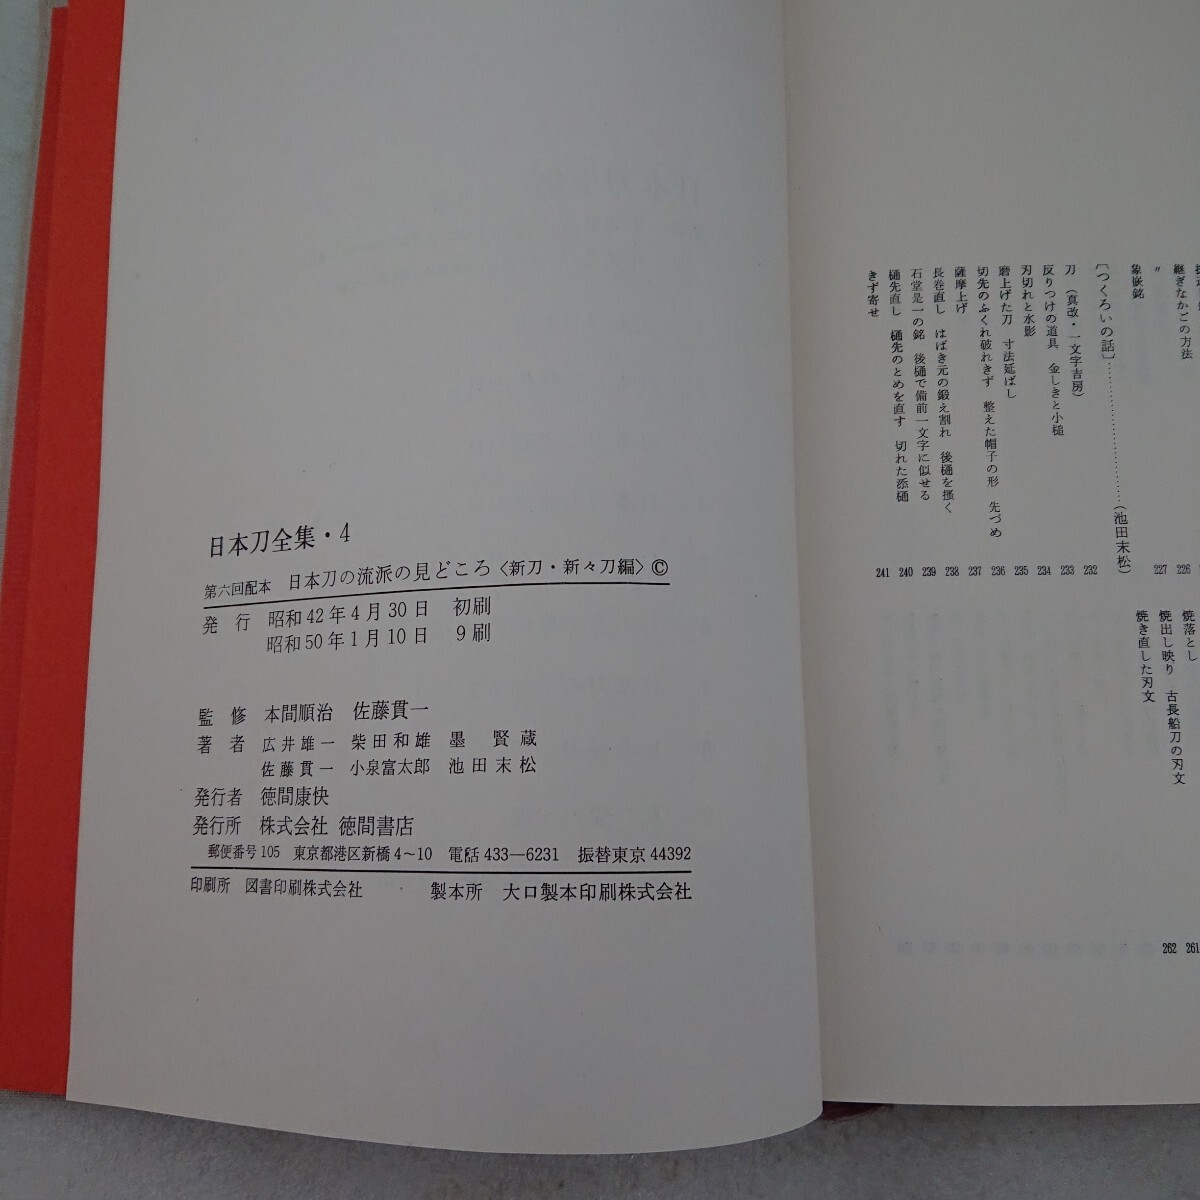 日本刀全集・4
第六回配本 日本刀の流派の見どころ〈新刀・新々刀編〉©
発行 昭和42年4月30日 初刷
昭和50年1月10日 9刷
監修 本間順治 佐藤貫一
著者 広井雄一 柴田和雄 墨賢蔵
佐藤貫一 小泉富太郎 池田末松
発行者 徳間康快
発行所 株式会社 徳間書店
郵便番号105 東京都港区新橋4〜10 電話433—6231 振替東京44392
印刷所 図書印刷株式会社 製本所 大口製本印刷株式会社
継ぎなかごの方法 226
〃 227
象嵌銘
［つくろいの話］……………………（池田末松）
刀（真改・一文字吉房） 232
反りつけの道具 金しきと小槌 233
刃切れと水影 234
磨上げた刀 寸法延ばし 235
切先のふくれ破れきず 整えた帽子の形 先づめ 236
薩摩上げ 237
長巻直し はばき元の鍛え割れ 後樋を搔く 238
石堂是一の銘 後樋で備前一文字に似せる 239
樋先直し 樋先のとめを直す 切れた添樋 240
きず寄せ 241
焼落とし 261
焼出し映り 古長船刀の刃文 262
焼き直した刃文